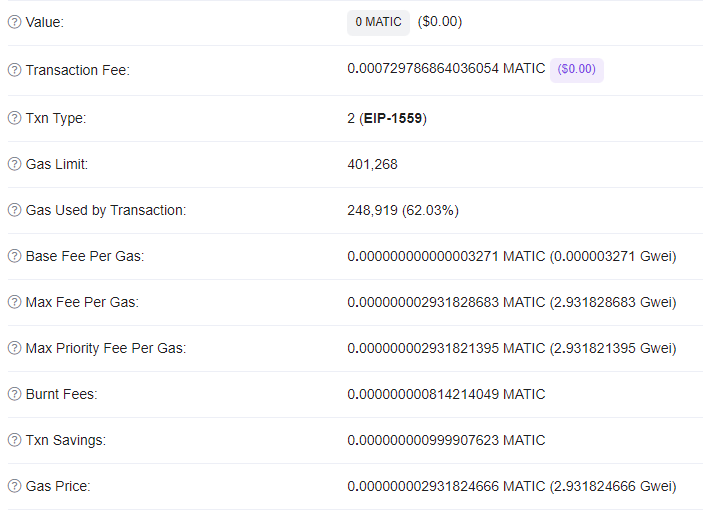 Value: 0 MATIC ($0.00)
Transaction Fee: 0.000729786864036054 MATIC ($0.00)
Txn Type: 2 (EIP-1559)
Gas Limit: 401,268
Gas Used by Transaction: 248,919 (62.03%)
Base Fee Per Gas: 0.000000000000003271 MATIC (0.000003271 Gwei)
Max Fee Per Gas: 0.000000002931828683 MATIC (2.931828683 Gwei)
Max Priority Fee Per Gas: 0.000000002931821395 MATIC (2.931821395 Gwei)
Burnt Fees: 0.000000000814214049 MATIC
Txn Savings: 0.000000000999907623 MATIC
Gas Price: 0.000000002931824666 MATIC (2.931824666 Gwei)